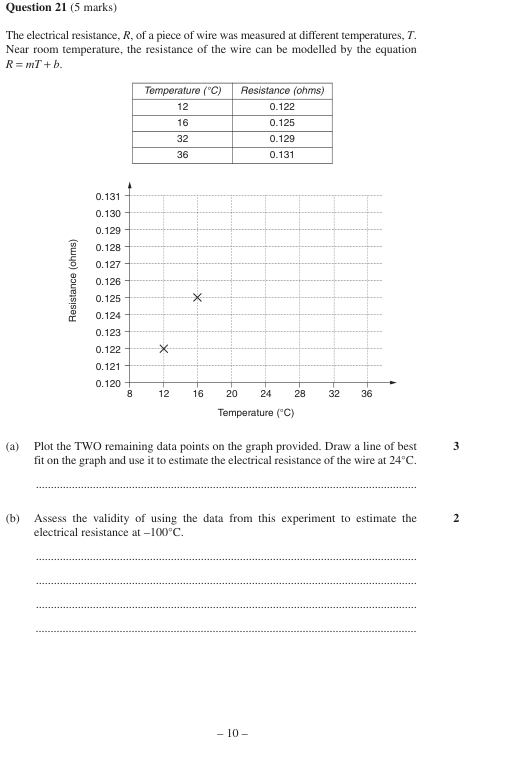 Question 21 (5 marks)
The electrical resistance, R, of a piece of wire was measured at different temperatures, T.
Near room temperature, the resistance of the wire can be modelled by the equation
R = mT + b.
Temperature (°C) Resistance (ohms)
12 0.122
16 0.125
32 0.129
36 0.131
0.131
0.130
0.129
0.128
0.127
0.126
0.125
0.124
0.123
0.122
0.121
0.120
Resistance (ohms)
8 12 16 20 24 28 32 36
Temperature (°C)
(a) Plot the TWO remaining data points on the graph provided. Draw a line of best 3
fit on the graph and use it to estimate the electrical resistance of the wire at 24°C.
(b) Assess the validity of using the data from this experiment to estimate the 2
electrical resistance at –100°C.
– 10 –